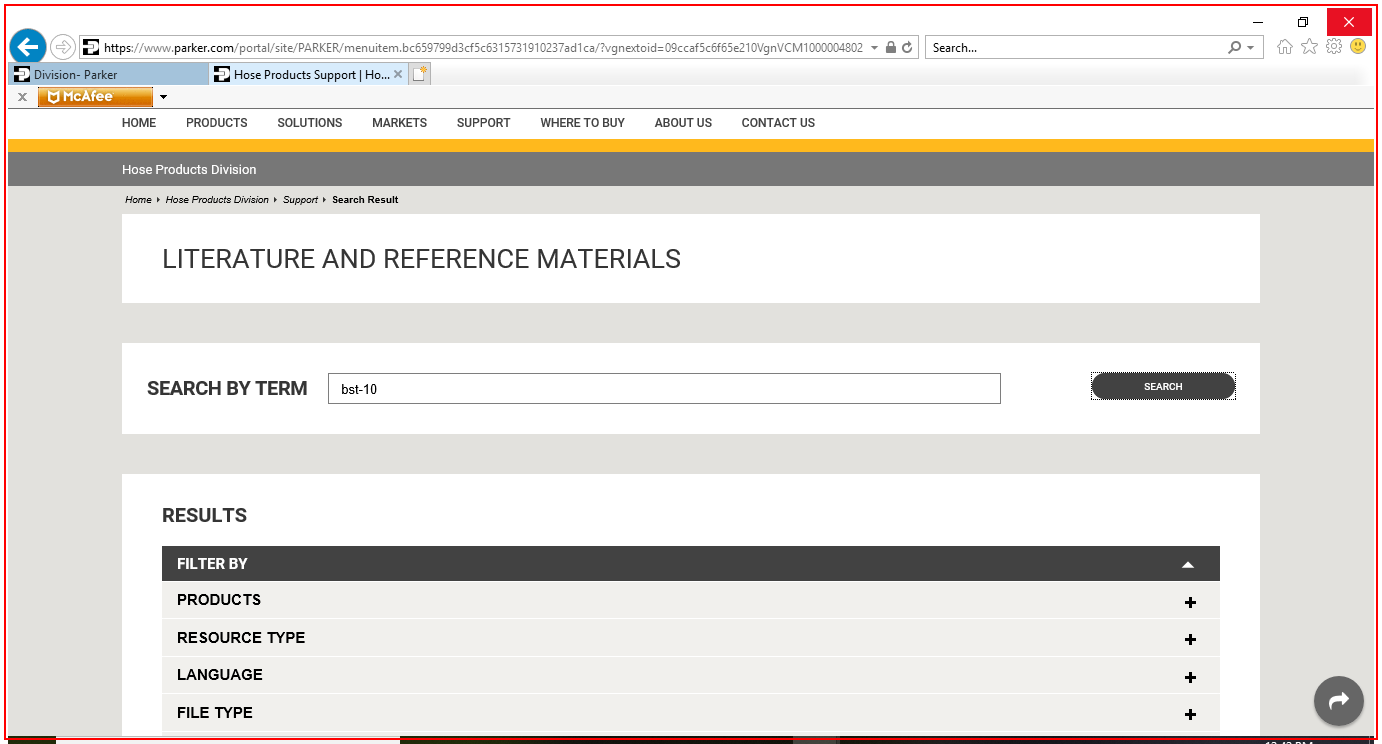 https://www.parker.com/portal/site/PARKER/menuitem.bc659799d3cf5c6315731910237ad1ca/?vgnextoid=09ccaf5c6f65e210VgnVCM1000004802
Search...
Division- Parker
Hose Products Support | Ho...
x McAfee
HOME PRODUCTS SOLUTIONS MARKETS SUPPORT WHERE TO BUY ABOUT US CONTACT US
Hose Products Division
Home Hose Products Division Support Search Result
LITERATURE AND REFERENCE MATERIALS
SEARCH BY TERM bst-10 SEARCH
RESULTS
FILTER BY
PRODUCTS
RESOURCE TYPE
LANGUAGE
FILE TYPE